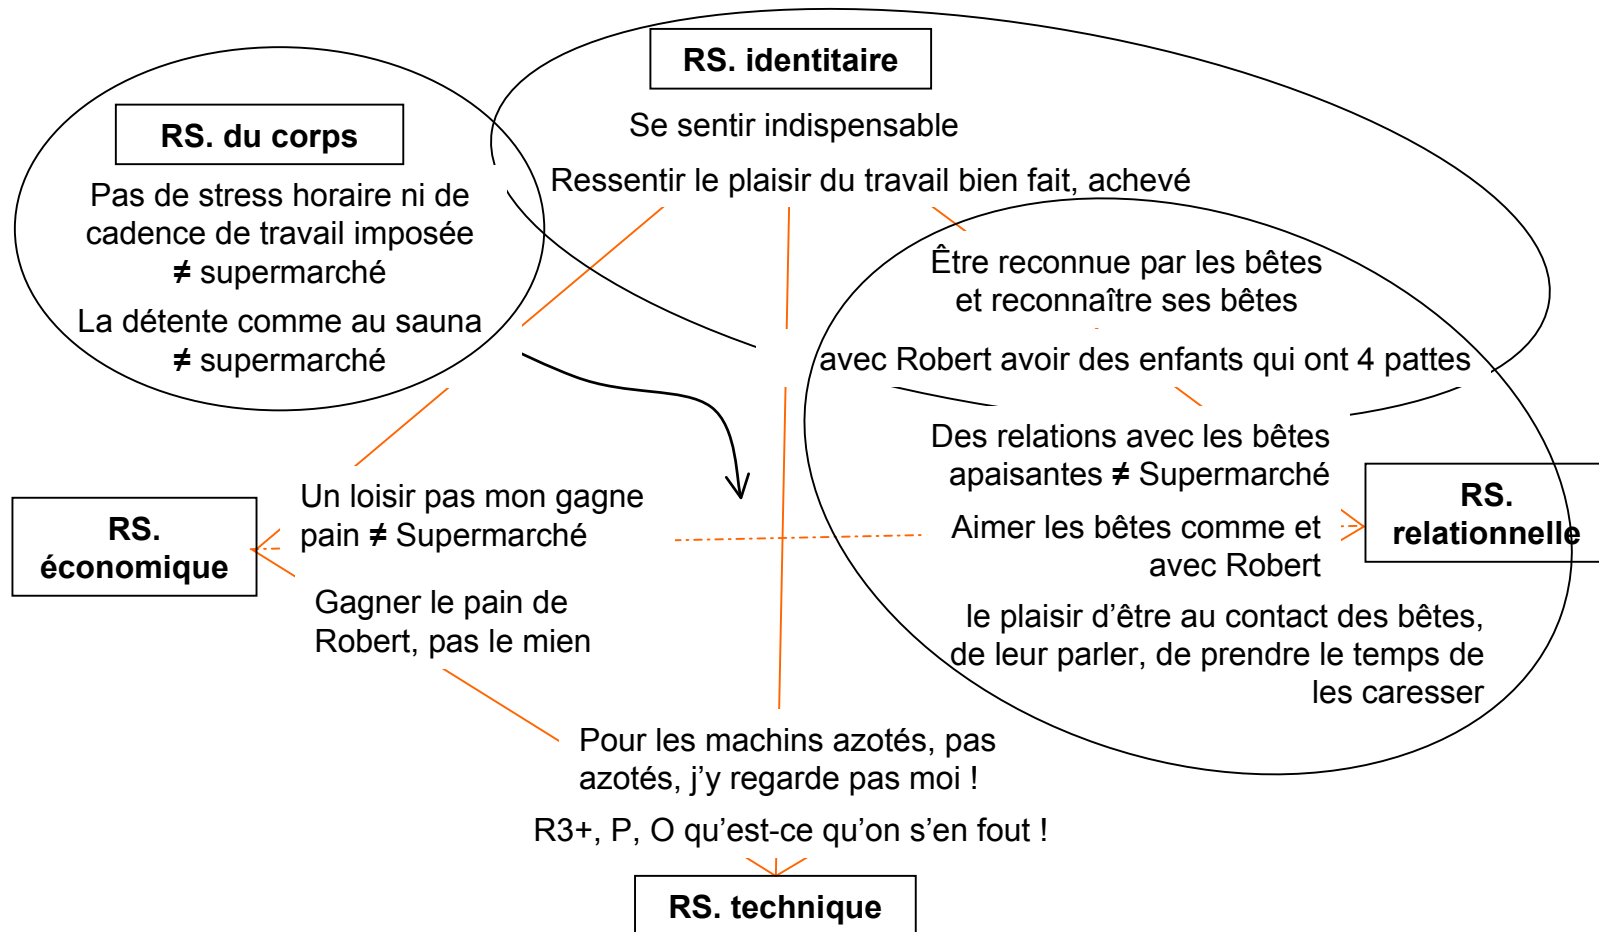 RS. identitaire
Se sentir indispensable
Ressentir le plaisir du travail bien fait, achevé
RS. du corps
Pas de stress horaire ni de
cadence de travail imposée
≠ supermarché
La détente comme au sauna
≠ supermarché
Être reconnue par les bêtes
et reconnaître ses bêtes
avec Robert avoir des enfants qui ont 4 pattes
Des relations avec les bêtes
apaisantes ≠ Supermarché
Aimer les bêtes comme et
avec Robert
le plaisir d’être au contact des bêtes,
de leur parler, de prendre le temps de
les caresser
RS.
relationnelle
RS.
économique
Un loisir pas mon gagne
pain ≠ Supermarché
Gagner le pain de
Robert, pas le mien
Pour les machins azotés, pas
azotés, j’y regarde pas moi !
R3+, P, O qu’est-ce qu’on s’en fout !
RS. technique